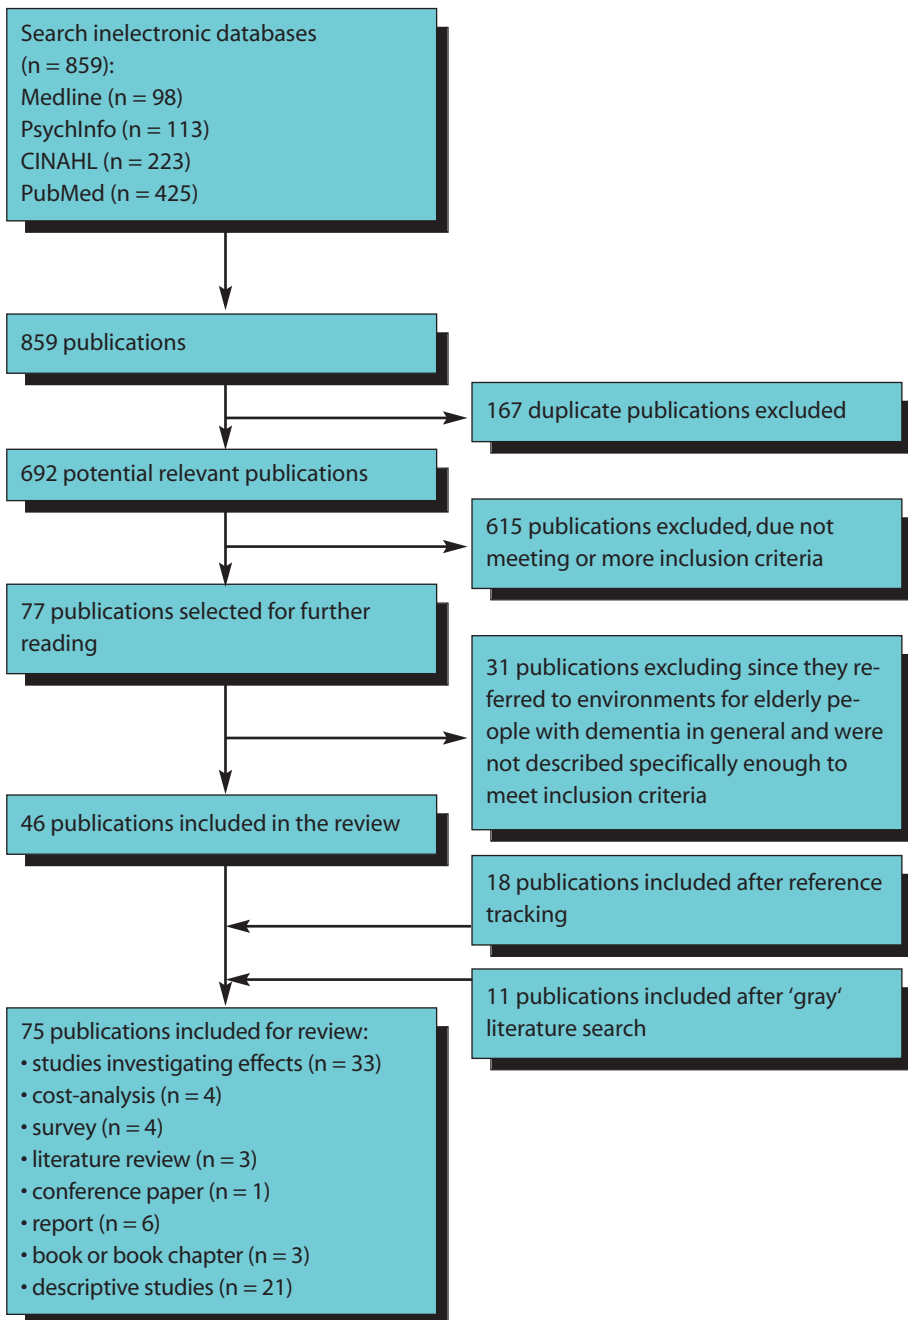 Search inelectronic databases
(n = 859):
Medline (n = 98)
PsychInfo (n = 113)
CINAHL (n = 223)
PubMed (n = 425)
859 publications
167 duplicate publications excluded
692 potential relevant publications
615 publications excluded, due not
meeting or more inclusion criteria
77 publications selected for further
reading
31 publications excluding since they re-
ferred to environments for elderly peo-
ple with dementia in general and were
not described specifically enough to
meet inclusion criteria
46 publications included in the review
18 publications included after reference
tracking
11 publications included after ‘gray‘
literature search
75 publications included for review:
• studies investigating effects (n = 33)
• cost-analysis (n = 4)
• survey (n = 4)
• literature review (n = 3)
• conference paper (n = 1)
• report (n = 6)
• book or book chapter (n = 3)
• descriptive studies (n = 21)